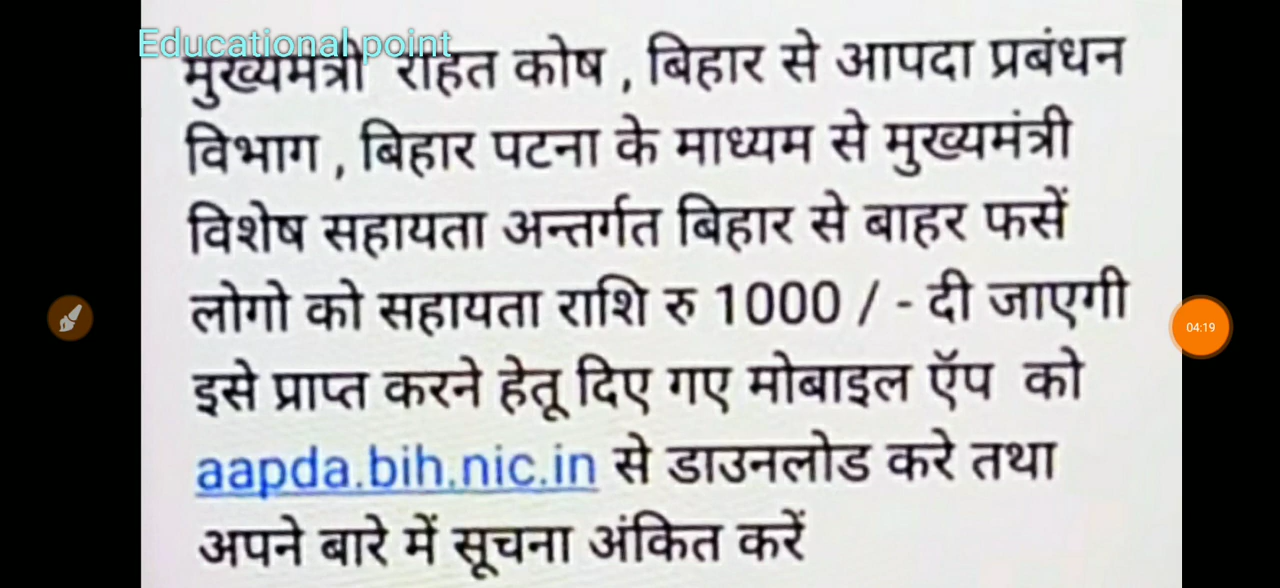 Educational point
मुख्यमंत्री राहत कोष , बिहार से आपदा प्रबंधन
विभाग , बिहार पटना के माध्यम से मुख्यमंत्री
विशेष सहायता अन्तर्गत बिहार से बाहर फसें
लोगो को सहायता राशि रु 1000 / - दी जाएगी
इसे प्राप्त करने हेतू दिए गए मोबाइल ऍप को
aapda.bih.nic.in से डाउनलोड करे तथा
अपने बारे में सूचना अंकित करें
04:19